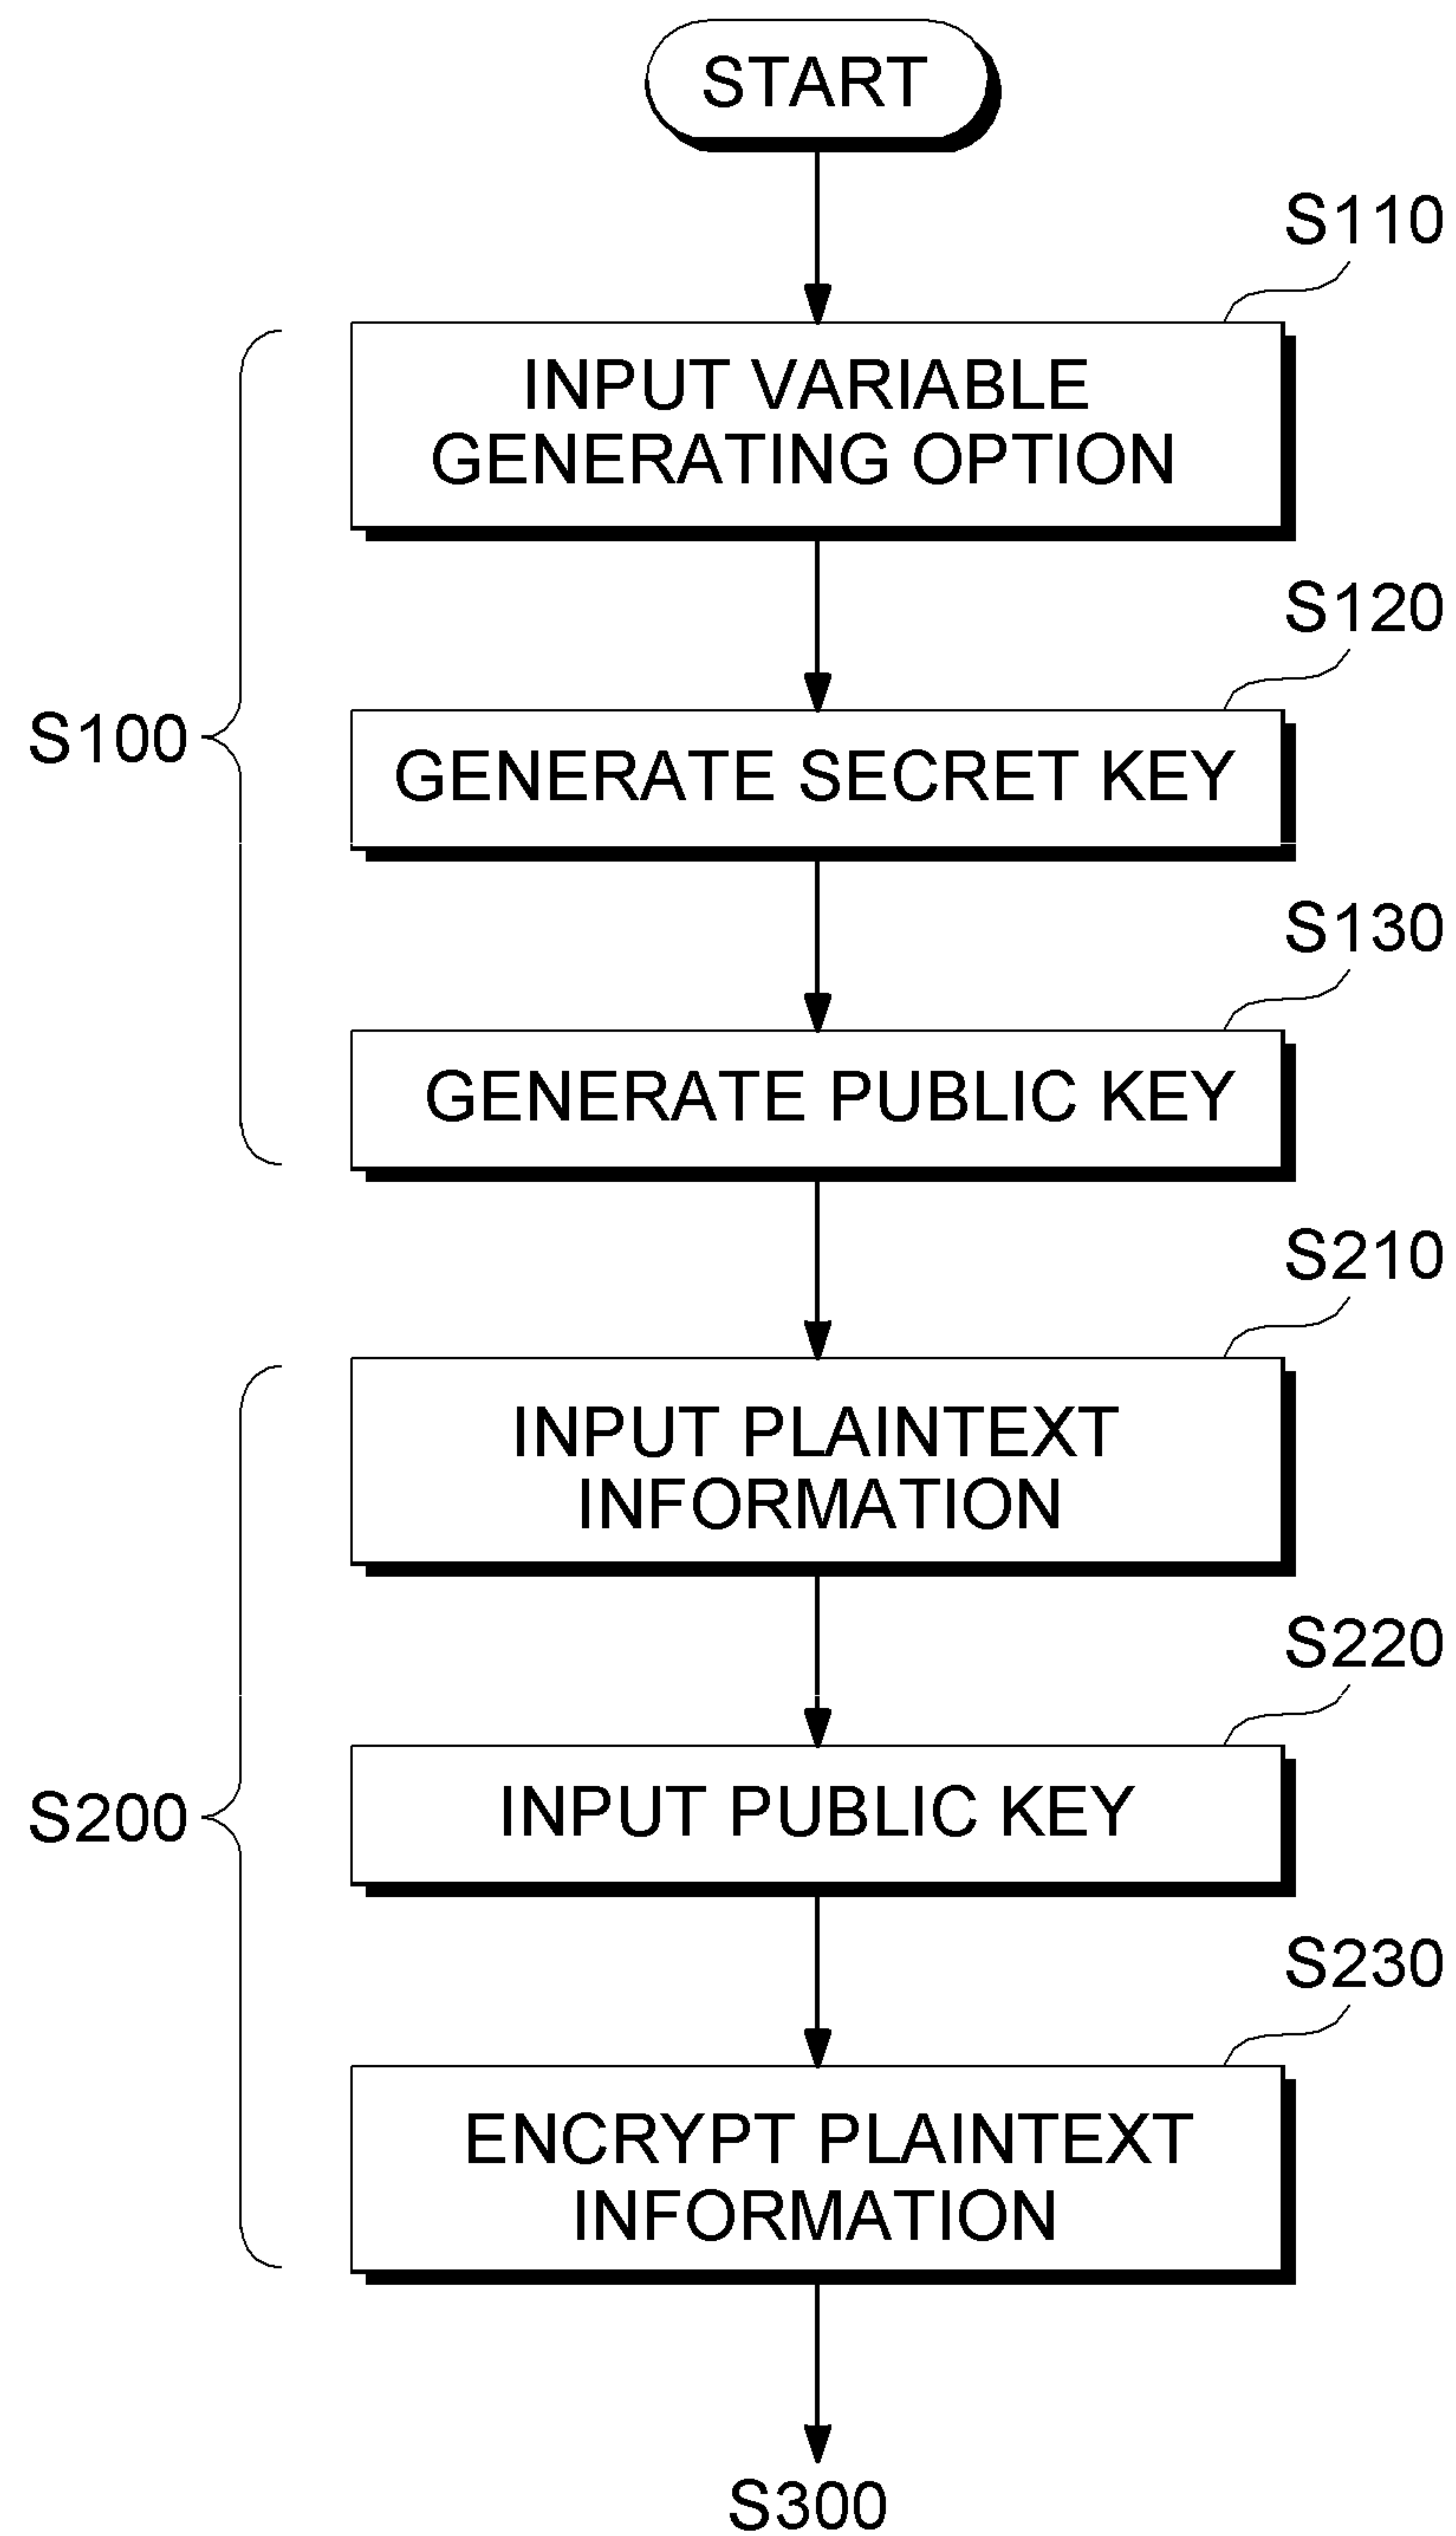 START
S110
INPUT VARIABLE
GENERATING OPTION
S120
S100
GENERATE SECRET KEY
S130
GENERATE PUBLIC KEY
S210
INPUT PLAINTEXT
INFORMATION
S220
S200
INPUT PUBLIC KEY
S230
ENCRYPT PLAINTEXT
INFORMATION
S300